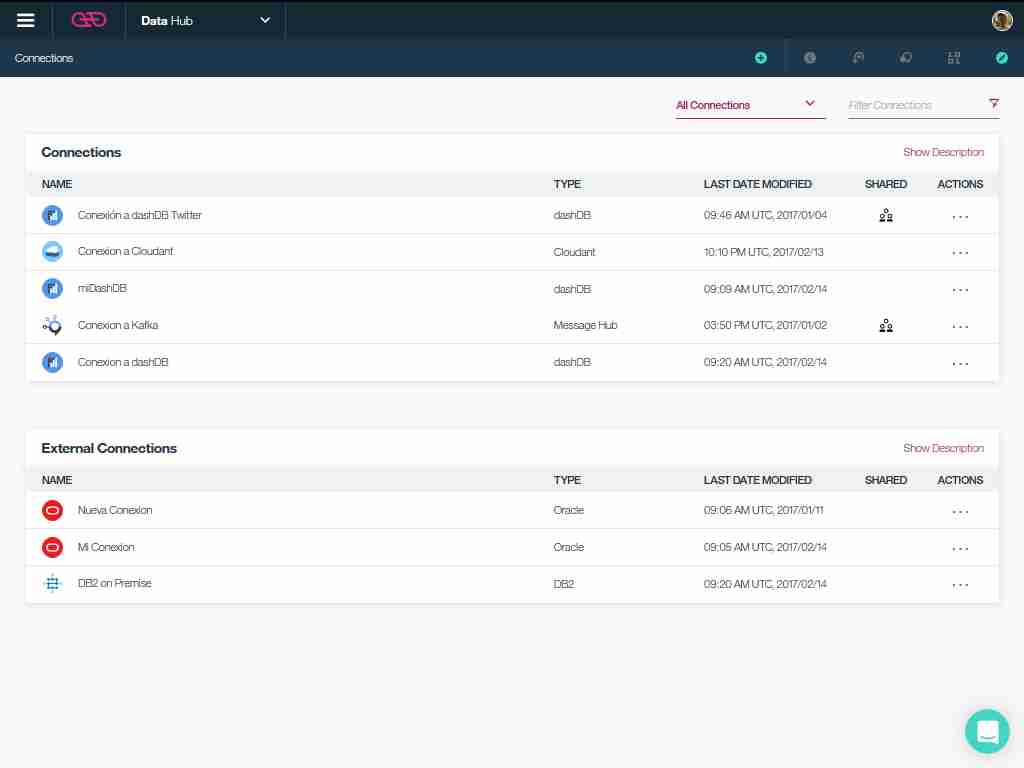 Data Hub
Connections
All Connections Filter Connections
Connections Show Description
NAME TYPE LAST DATE MODIFIED SHARED ACTIONS
Conexión a dashDB Twitter dashDB 09:46 AM UTC, 2017/01/04
Conexion a Cloudant Cloudant 10:10 PM UTC, 2017/02/13
miDashDB dashDB 09:09 AM UTC, 2017/02/14
Conexion a Kafka Message Hub 03:50 PM UTC, 2017/01/02
Conexion a dashDB dashDB 09:20 AM UTC, 2017/02/14
External Connections Show Description
NAME TYPE LAST DATE MODIFIED SHARED ACTIONS
Nueva Conexion Oracle 09:06 AM UTC, 2017/01/11
Mi Conexion Oracle 09:05 AM UTC, 2017/02/14
DB2 on Premise DB2 09:20 AM UTC, 2017/02/14